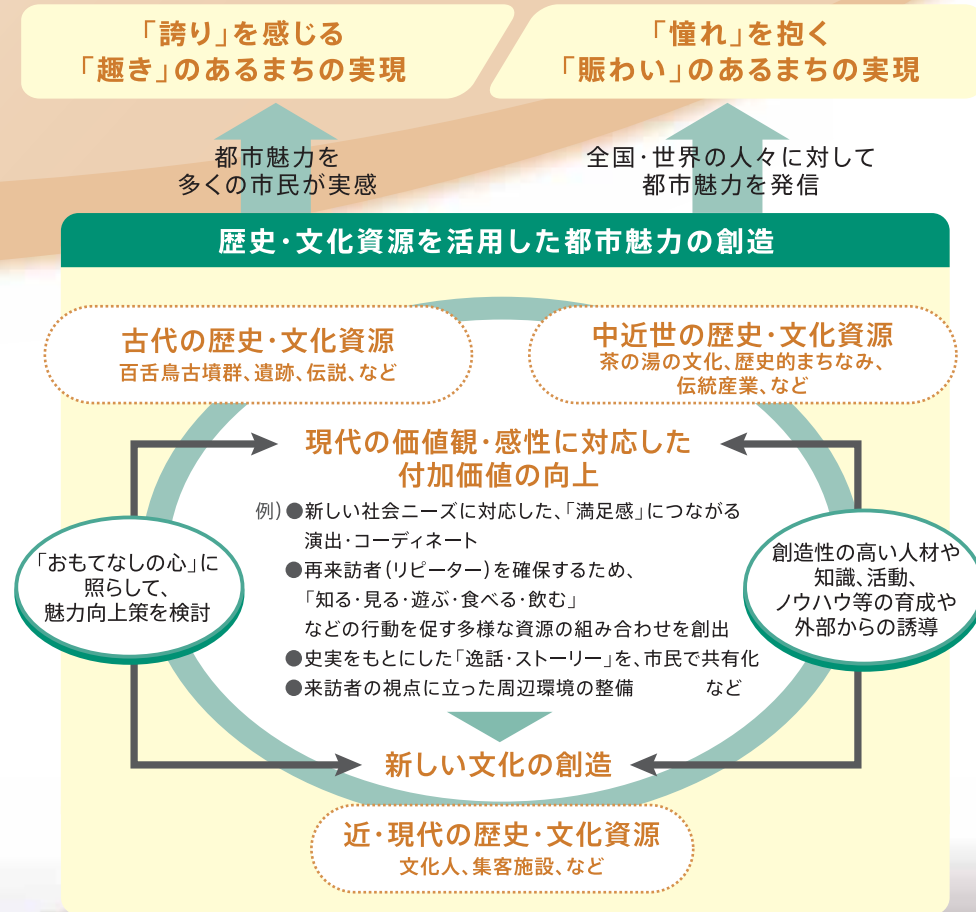 「誇り」を感じる
「趣き」のあるまちの実現
「憧れ」を抱く
「賑わい」のあるまちの実現
都市魅力を
多くの市民が実感
全国・世界の人々に対して
都市魅力を発信
歴史・文化資源を活用した都市魅力の創造
古代の歴史・文化資源
百舌鳥古墳群、遺跡、伝説、など
中近世の歴史・文化資源
茶の湯の文化、歴史的まちなみ、
伝統産業、など
現代の価値観・感性に対応した
付加価値の向上
例)●新しい社会ニーズに対応した、「満足感」につながる
演出・コーディネート
●再来訪者(リピーター)を確保するため、
「知る・見る・遊ぶ・食べる・飲む」
などの行動を促す多様な資源の組み合わせを創出
●史実をもとにした「逸話・ストーリー」を、市民で共有化
●来訪者の視点に立った周辺環境の整備 など
「おもてなしの心」に
照らして、
魅力向上策を検討
創造性の高い人材や
知識、活動、
ノウハウ等の育成や
外部からの誘導
新しい文化の創造
近・現代の歴史・文化資源
文化人、集客施設、など